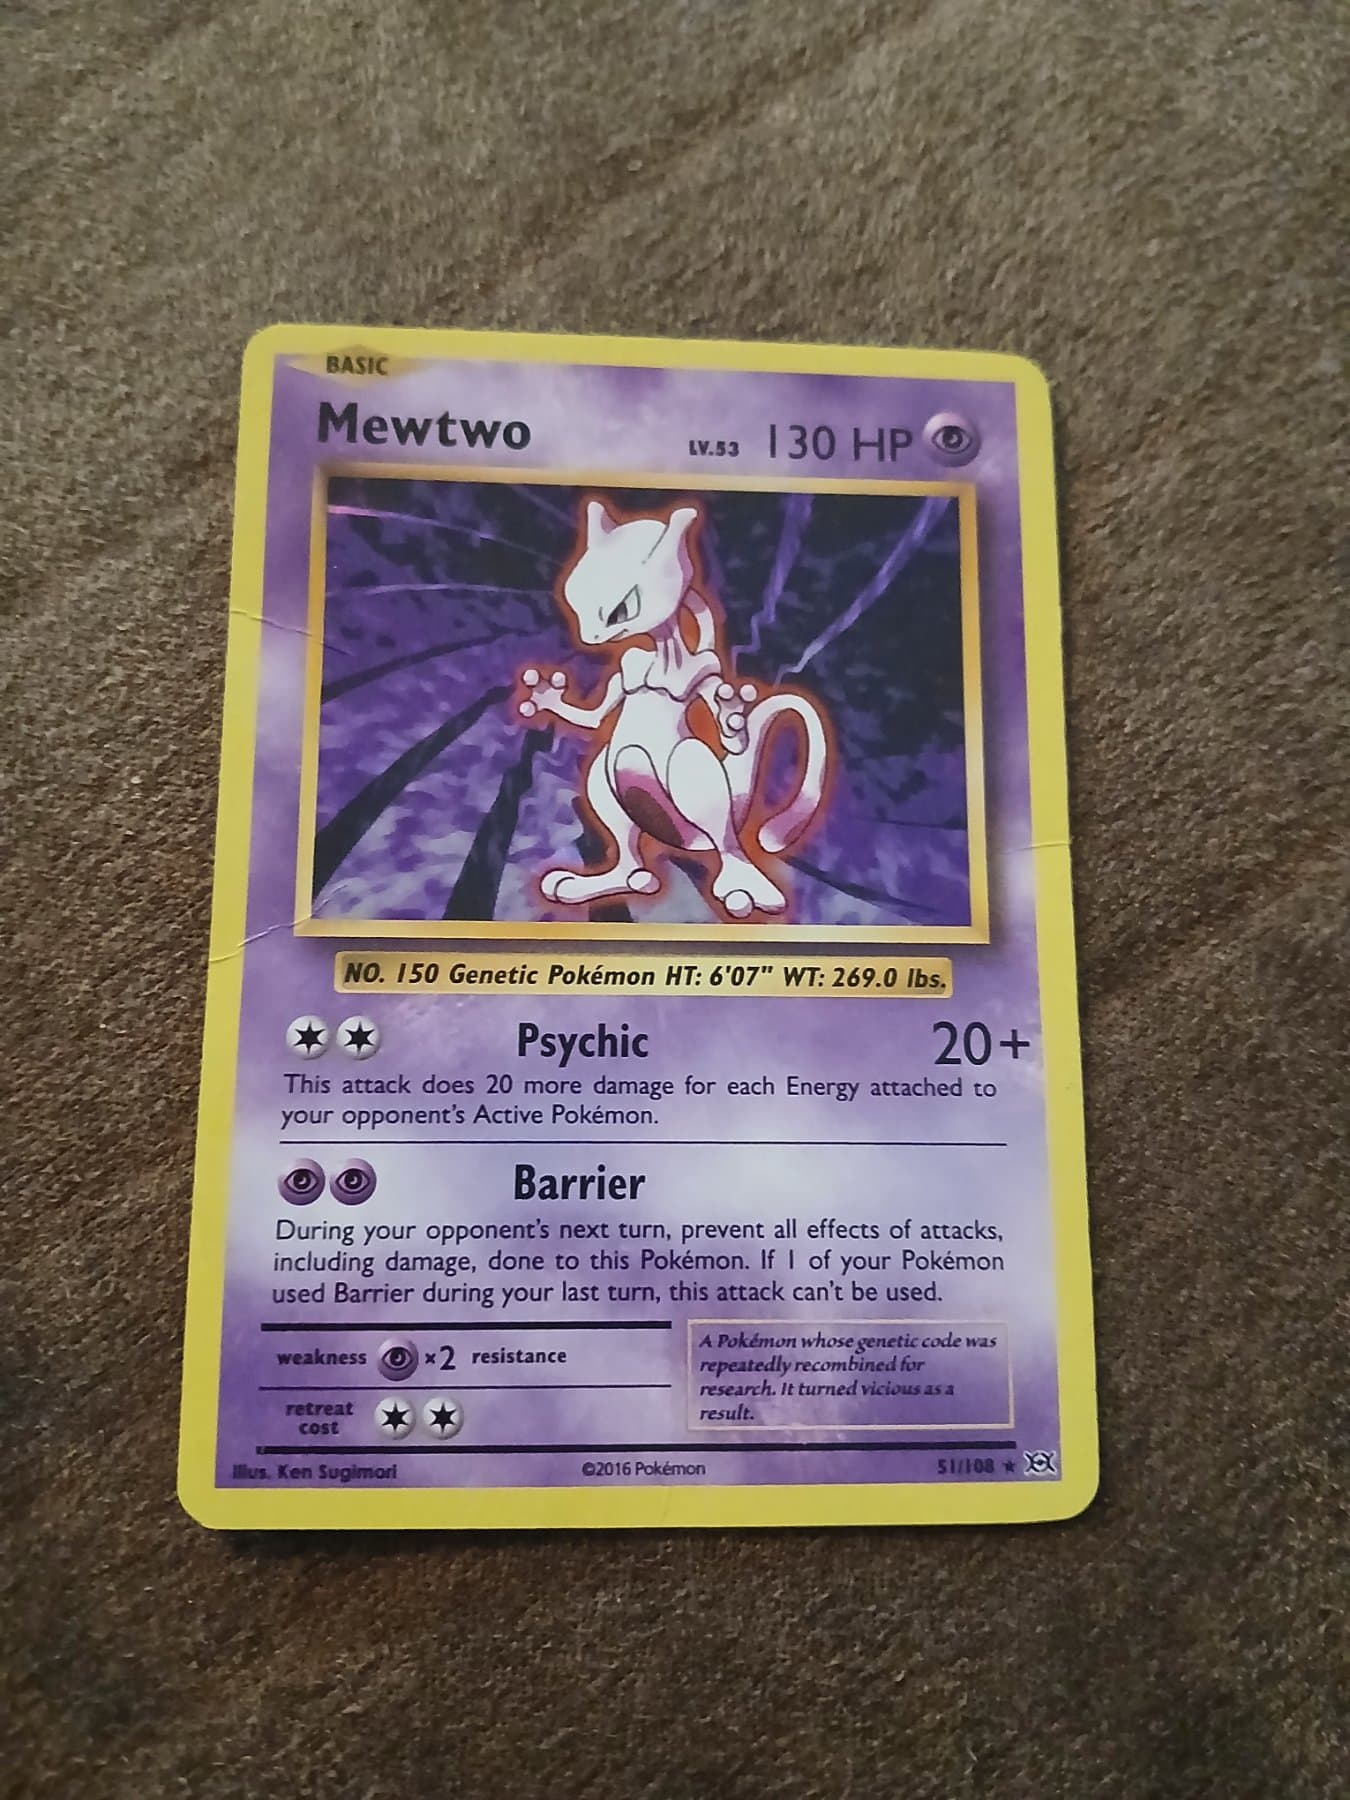 BASIC
Mewtwo LV.53 130 HP
NO. 150 Genetic Pokémon HT: 6'07" WT: 269.0 lbs.
Psychic 20+
This attack does 20 more damage for each Energy attached to
your opponent's Active Pokémon.
Barrier
During your opponent's next turn, prevent all effects of attacks,
including damage, done to this Pokémon. If 1 of your Pokémon
used Barrier during your last turn, this attack can't be used.
weakness ×2 resistance
retreat
cost
A Pokémon whose genetic code was
repeatedly recombined for
research. It turned vicious as a
result.
Illus. Ken Sugimori ©2016 Pokémon 51/108 ★